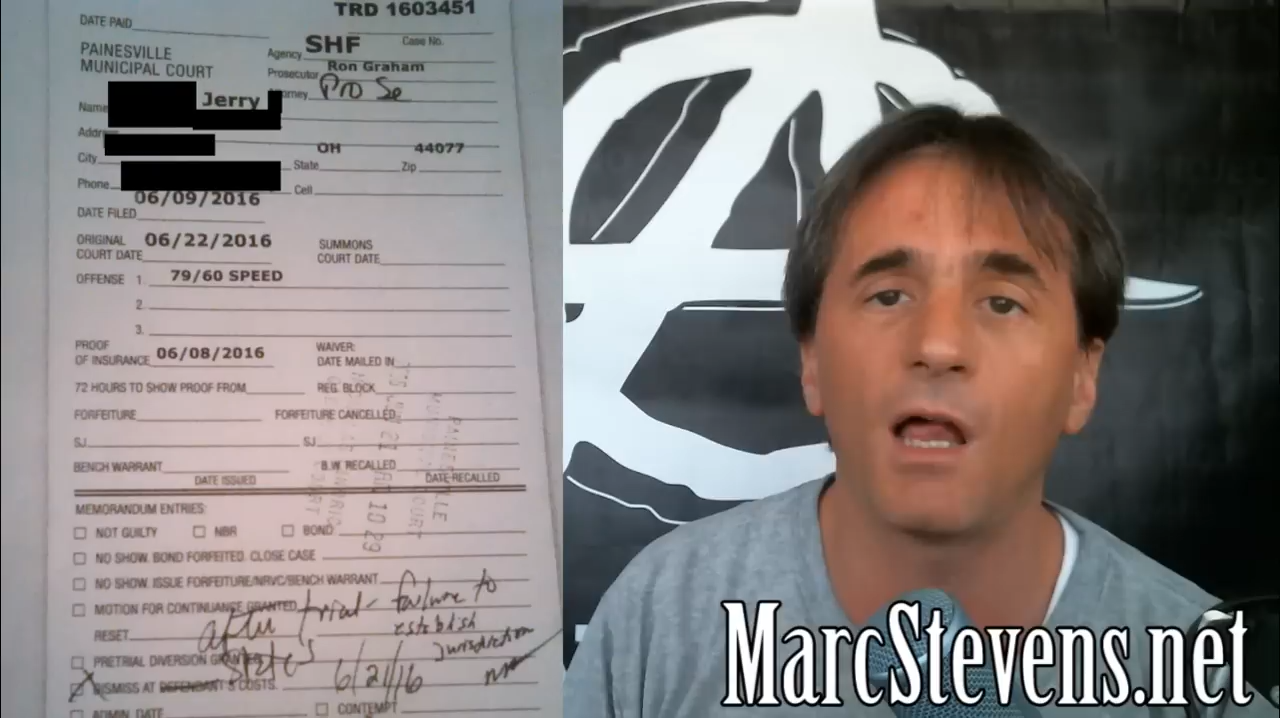 TRD 1603451
DATE PAID
Case No.
PAINESVILLE
MUNICIPAL COURT
Agency SHF
Prosecutor Ron Graham
orney Pro Se
Name Jerry
Addre
OH 44077
City State Zip
Phone Cell
06/09/2016
DATE FILED
ORIGINAL 06/22/2016 SUMMONS
COURT DATE COURT DATE
OFFENSE 1. 79/60 SPEED
2.
3.
PROOF WAIVER:
OF INSURANCE 06/08/2016 DATE MAILED IN
72 HOURS TO SHOW PROOF FROM REG. BLOCK
FORFEITURE FORFEITURE CANCELLED
SJ SJ
BENCH WARRANT B.W RECALLED
DATE ISSUED DATE RECALLED
MEMORANDUM ENTRIES:
NOT GUILTY NBR BOND
NO SHOW. BOND FORFEITED. CLOSE CASE
NO SHOW. ISSUE FORFEITURE/NRVC/BENCH WARRANT
MOTION FOR CONTINUANCE GRANTED
after trial - failure to
RESET establish
jurisdiction
PRETRIAL DIVERSION GRANTED
State's
DISMISS AT DEFENDANT'S COSTS. 6/21/16
ADMIN. DATE CONTEMPT
MarcStevens.net